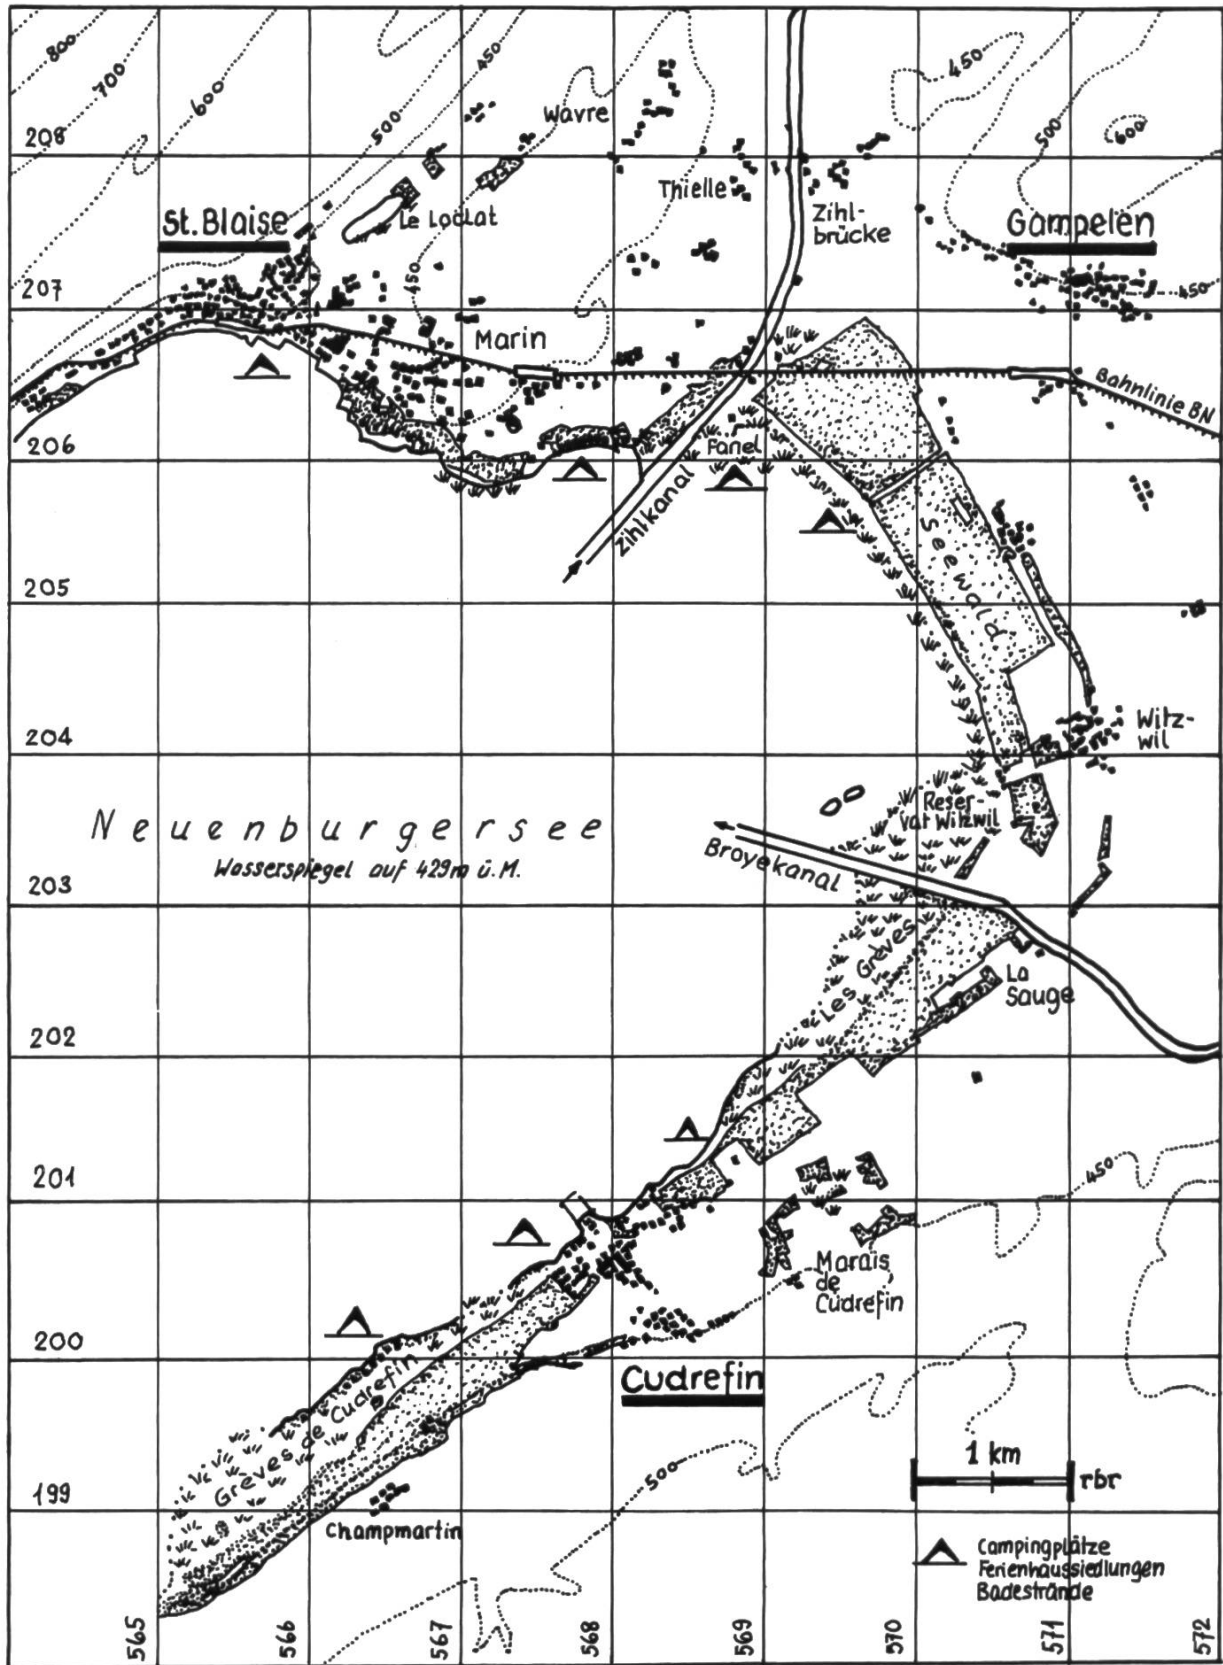 800
700
600
500
450
450
500
600
Wavre
208
Thielle
Le Loclat
St. Blaise
Zihl-
brücke
Gampelen
207
450
450
Marin
Bahnlinie BN
206
Fanel
Zihlkanal
Seewald
205
204
Witz-
wil
Neuenburgersee
Wasserspiegel auf 429m ü.M.
Reser-
vat Witzwil
Broyekanal
203
Les Grèves
La
Sauge
202
201
450
Marais
de
Cudrefin
200
Cudrefin
Grèves de Cudrefin
500
1 km
rbr
199
Champmartin
Campingplätze
Ferienhaussiedlungen
Badestrände
565
566
567
568
569
570
571
572